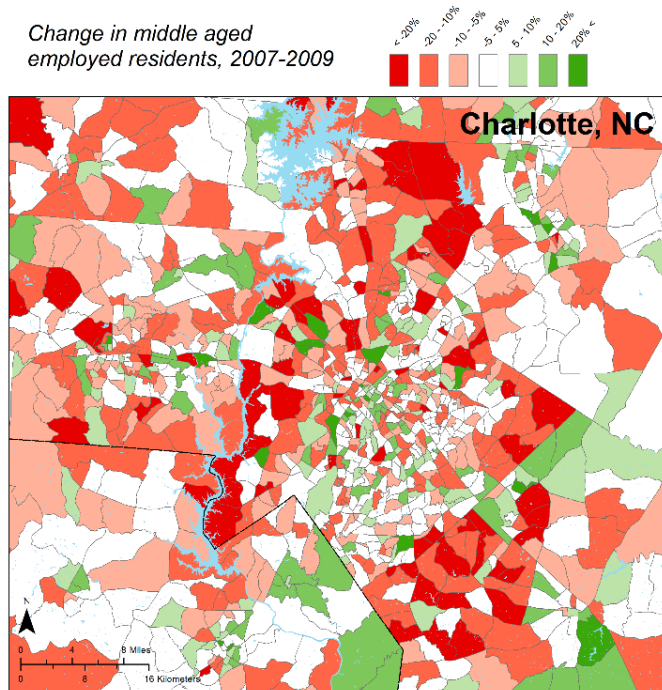 Change in middle aged
employed residents, 2007-2009
< -20%
-20 - -10%
-10 - -5%
-5 - 5%
5 - 10%
10 - 20%
20% <
Charlotte, NC
N
0 4 8 Miles
0 8 16 Kilometers